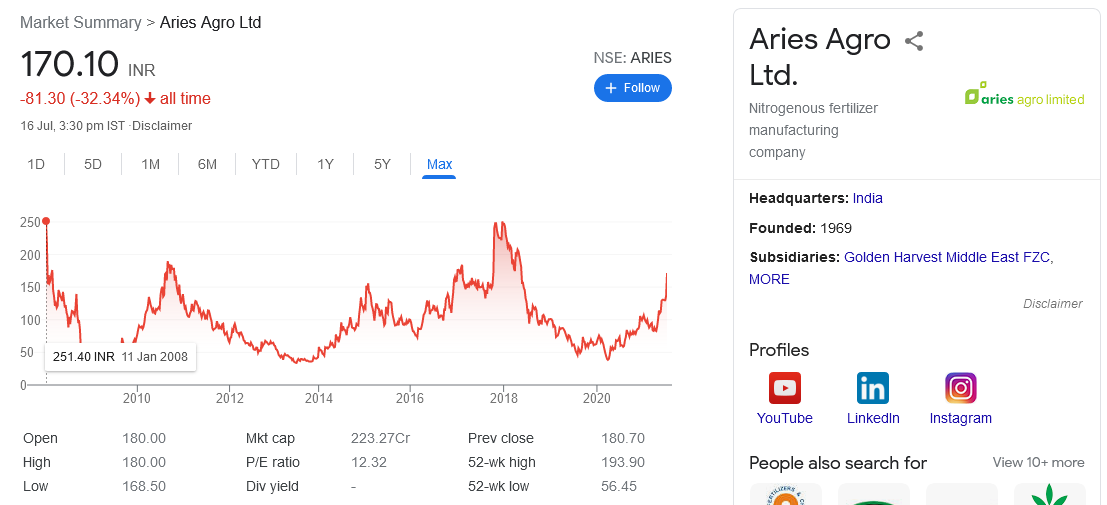 Market Summary > Aries Agro Ltd
170.10 INR
-81.30 (-32.34%) all time
16 Jul, 3:30 pm IST · Disclaimer
NSE: ARIES
+ Follow
1D 5D 1M 6M YTD 1Y 5Y Max
250
200
150
100
50
0
251.40 INR 11 Jan 2008
2010 2012 2014 2016 2018 2020
Open 180.00 Mkt cap 223.27Cr Prev close 180.70
High 180.00 P/E ratio 12.32 52-wk high 193.90
Low 168.50 Div yield - 52-wk low 56.45
Aries Agro
Ltd.
Nitrogenous fertilizer
manufacturing
company
aries agro limited
Headquarters: India
Founded: 1969
Subsidiaries: Golden Harvest Middle East FZC,
MORE
Disclaimer
Profiles
YouTube LinkedIn Instagram
People also search for View 10+ more